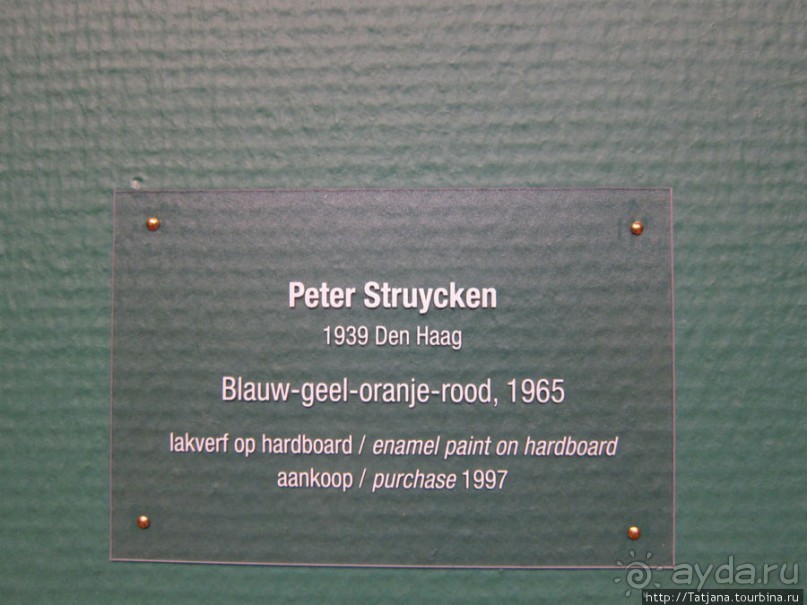 Peter Struycken
1939 Den Haag
Blauw-geel-oranje-rood, 1965
lakverf op hardboard / enamel paint on hardboard
aankoop / purchase 1997
ayda.ru
http://Tatjana.tourbina.ru